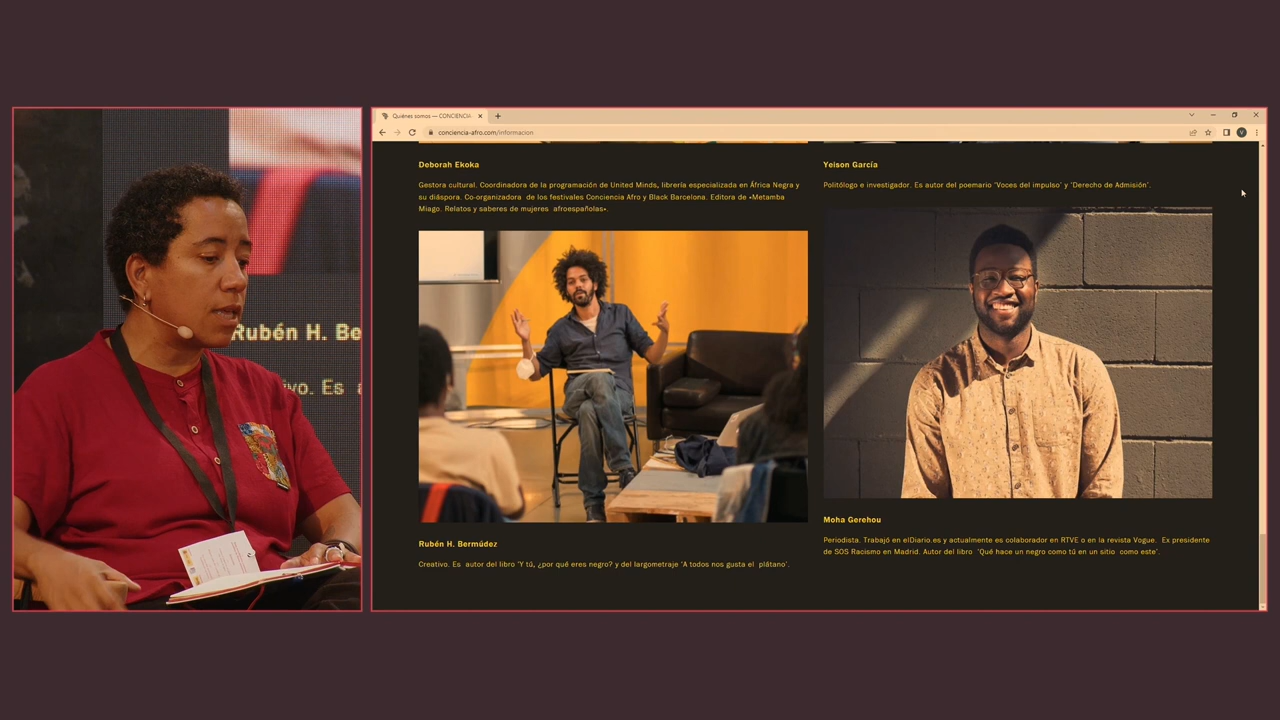 Rubén H. Be
ivo. Es a
Quiénes somos — CONCIENCIA-
conciencia-afro.com/informacion
V
Deborah Ekoka
Gestora cultural. Coordinadora de la programación de United Minds, librería especializada en África Negra y
su diáspora. Co-organizadora de los festivales Conciencia Afro y Black Barcelona. Editora de «Metamba
Miago. Relatos y saberes de mujeres afroespañolas».
Rubén H. Bermúdez
Creativo. Es autor del libro 'Y tú, ¿por qué eres negro? y del largometraje 'A todos nos gusta el plátano'.
Yeison García
Politólogo e investigador. Es autor del poemario 'Voces del impulso' y 'Derecho de Admisión'.
Moha Gerehou
Periodista. Trabajó en elDiario.es y actualmente es colaborador en RTVE o en la revista Vogue. Ex presidente
de SOS Racismo en Madrid. Autor del libro 'Qué hace un negro como tú en un sitio como este'.